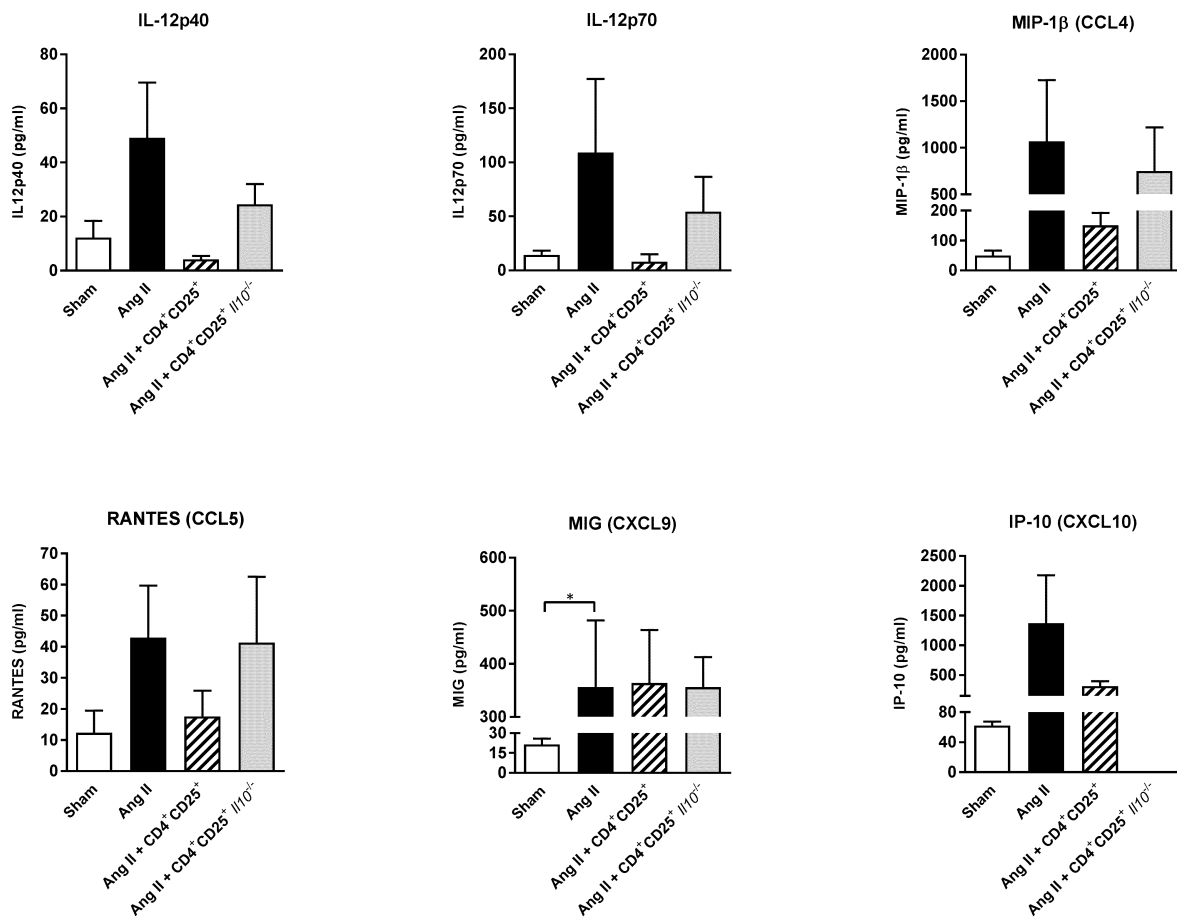 IL-12p40
IL12p40 (pg/ml)
80
60
40
20
0
Sham
Ang II
Ang II + CD4⁺CD25⁺
Ang II + CD4⁺CD25⁺ Il10⁻/⁻
IL-12p70
IL12p70 (pg/ml)
200
150
100
50
0
Sham
Ang II
Ang II + CD4⁺CD25⁺
Ang II + CD4⁺CD25⁺ Il10⁻/⁻
MIP-1β (CCL4)
MIP-1β (pg/ml)
2000
1500
1000
500
200
100
0
Sham
Ang II
Ang II + CD4⁺CD25⁺
Ang II + CD4⁺CD25⁺ Il10⁻/⁻
RANTES (CCL5)
RANTES (pg/ml)
70
60
50
40
30
20
10
0
Sham
Ang II
Ang II + CD4⁺CD25⁺
Ang II + CD4⁺CD25⁺ Il10⁻/⁻
MIG (CXCL9)
MIG (pg/ml)
600
500
400
300
30
15
0
*
Sham
Ang II
Ang II + CD4⁺CD25⁺
Ang II + CD4⁺CD25⁺ Il10⁻/⁻
IP-10 (CXCL10)
IP-10 (pg/ml)
2500
2000
1500
1000
500
80
40
0
Sham
Ang II
Ang II + CD4⁺CD25⁺
Ang II + CD4⁺CD25⁺ Il10⁻/⁻